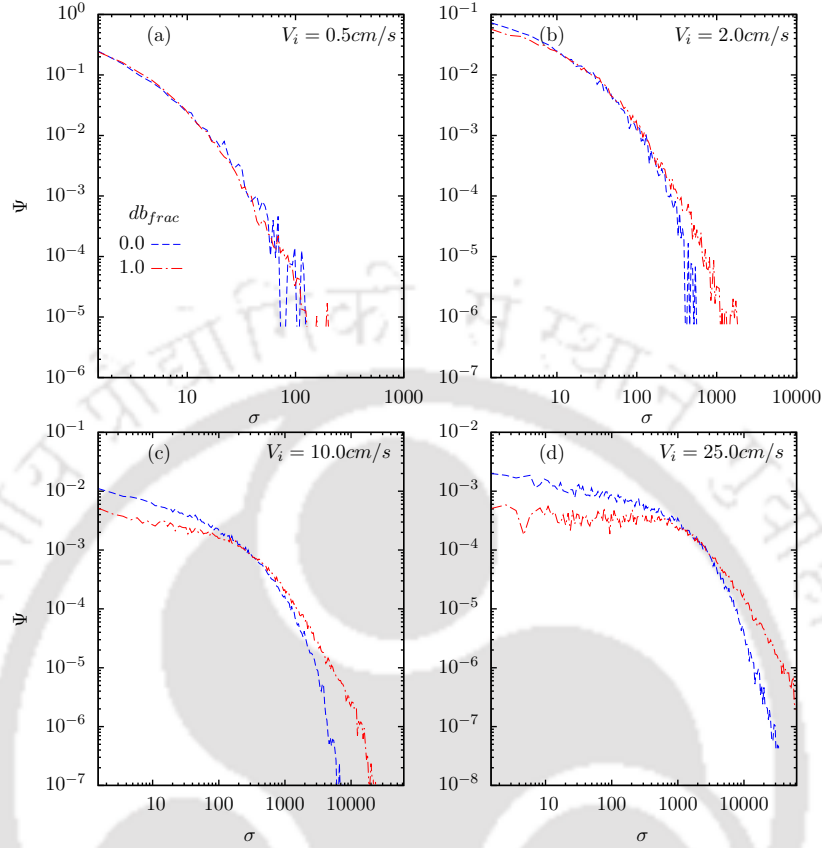 (a) V_i = 0.5cm/s
(b) V_i = 2.0cm/s
10^0
10^{-1}
10^{-2}
10^{-3}
10^{-4}
10^{-5}
10^{-6}
Ψ
db_{frac}
0.0
1.0
10 100 1000
σ
10^{-1}
10^{-2}
10^{-3}
10^{-4}
10^{-5}
10^{-6}
10^{-7}
10 100 1000 10000
σ
(c) V_i = 10.0cm/s
(d) V_i = 25.0cm/s
10^{-1}
10^{-2}
10^{-3}
10^{-4}
10^{-5}
10^{-6}
10^{-7}
Ψ
10 100 1000 10000
σ
10^{-2}
10^{-3}
10^{-4}
10^{-5}
10^{-6}
10^{-7}
10^{-8}
10 100 1000 10000
σ